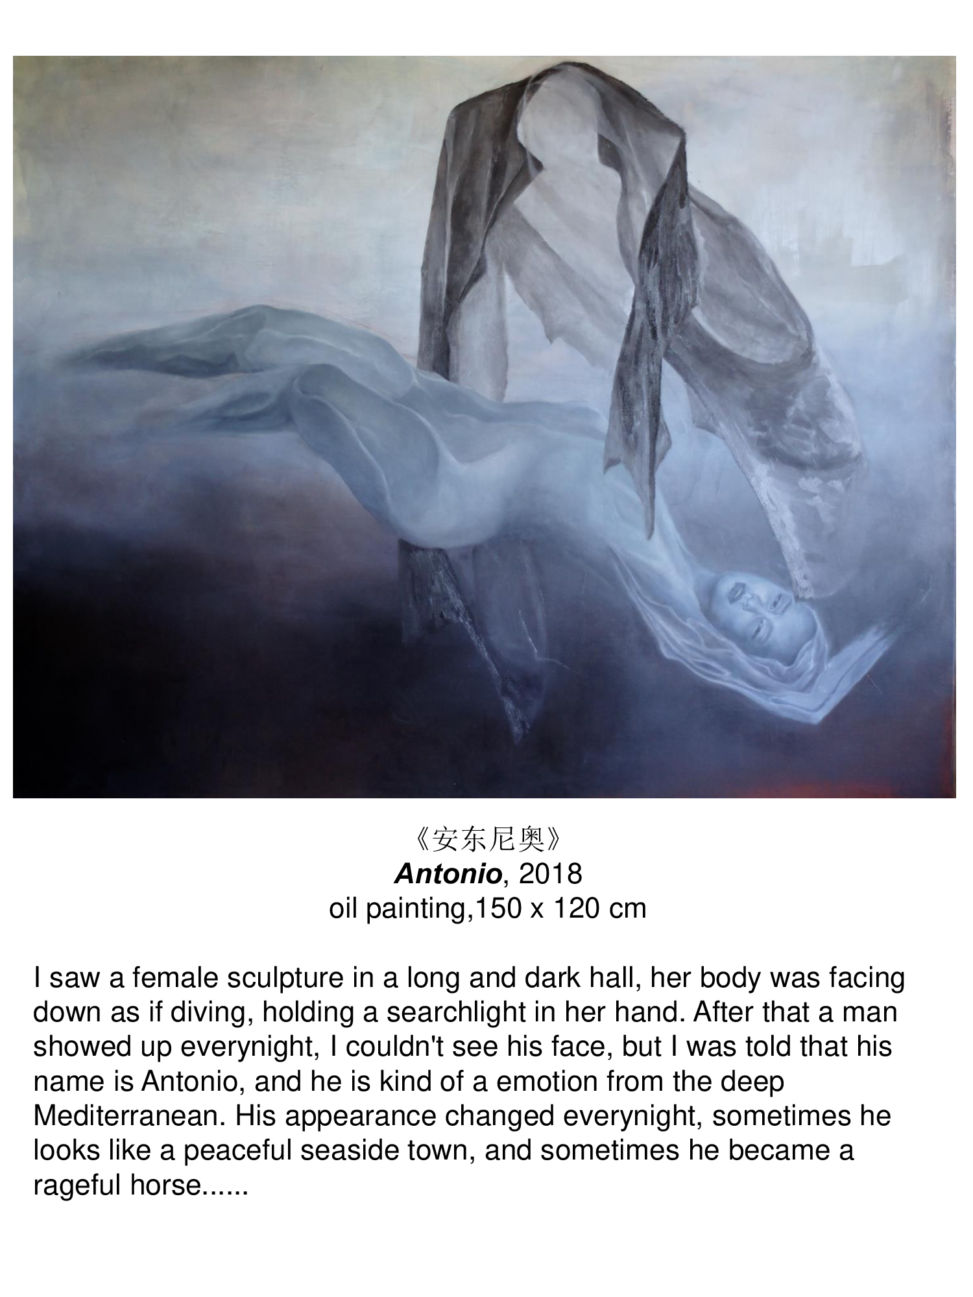 《安东尼奥》
Antonio, 2018
oil painting,150 x 120 cm
I saw a female sculpture in a long and dark hall, her body was facing
down as if diving, holding a searchlight in her hand. After that a man
showed up everynight, I couldn't see his face, but I was told that his
name is Antonio, and he is kind of a emotion from the deep
Mediterranean. His appearance changed everynight, sometimes he
looks like a peaceful seaside town, and sometimes he became a
rageful horse......